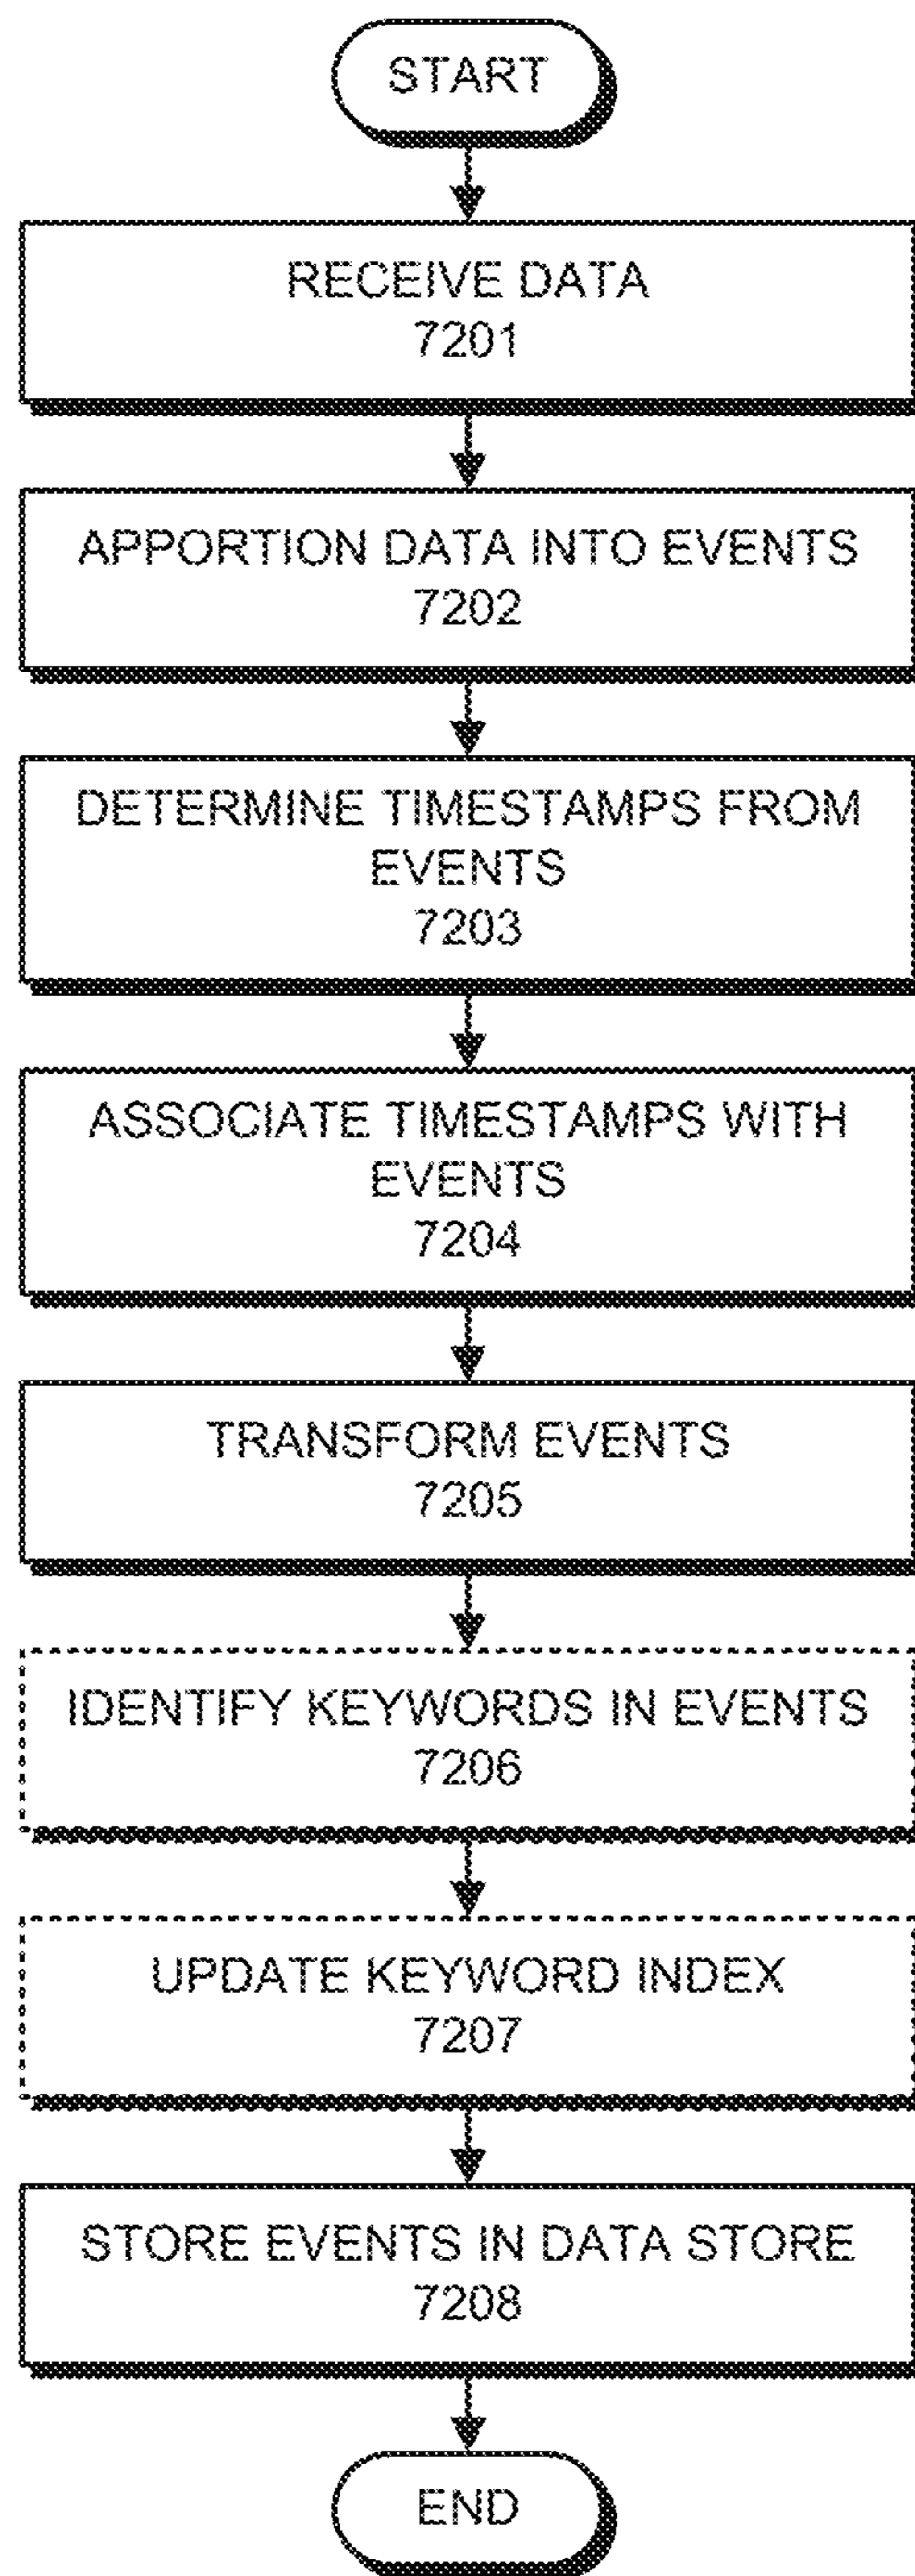 START
RECEIVE DATA
7201
APPORTION DATA INTO EVENTS
7202
DETERMINE TIMESTAMPS FROM
EVENTS
7203
ASSOCIATE TIMESTAMPS WITH
EVENTS
7204
TRANSFORM EVENTS
7205
IDENTIFY KEYWORDS IN EVENTS
7206
UPDATE KEYWORD INDEX
7207
STORE EVENTS IN DATA STORE
7208
END